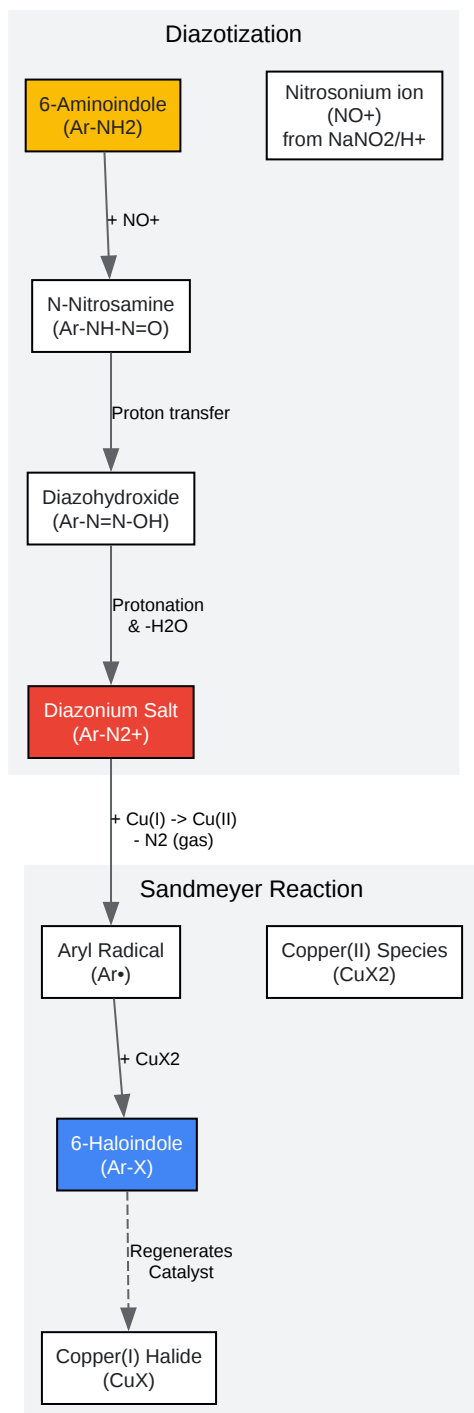 Diazotization
6-Aminoindole
(Ar-NH2)
Nitrosonium ion
(NO+)
from NaNO2/H+
+ NO+
N-Nitrosamine
(Ar-NH-N=O)
Proton transfer
Diazohydroxide
(Ar-N=N-OH)
Protonation
& -H2O
Diazonium Salt
(Ar-N2+)
+ Cu(I) -> Cu(II)
- N2 (gas)
Sandmeyer Reaction
Aryl Radical
(Ar•)
Copper(II) Species
(CuX2)
+ CuX2
6-Haloindole
(Ar-X)
Regenerates
Catalyst
Copper(I) Halide
(CuX)